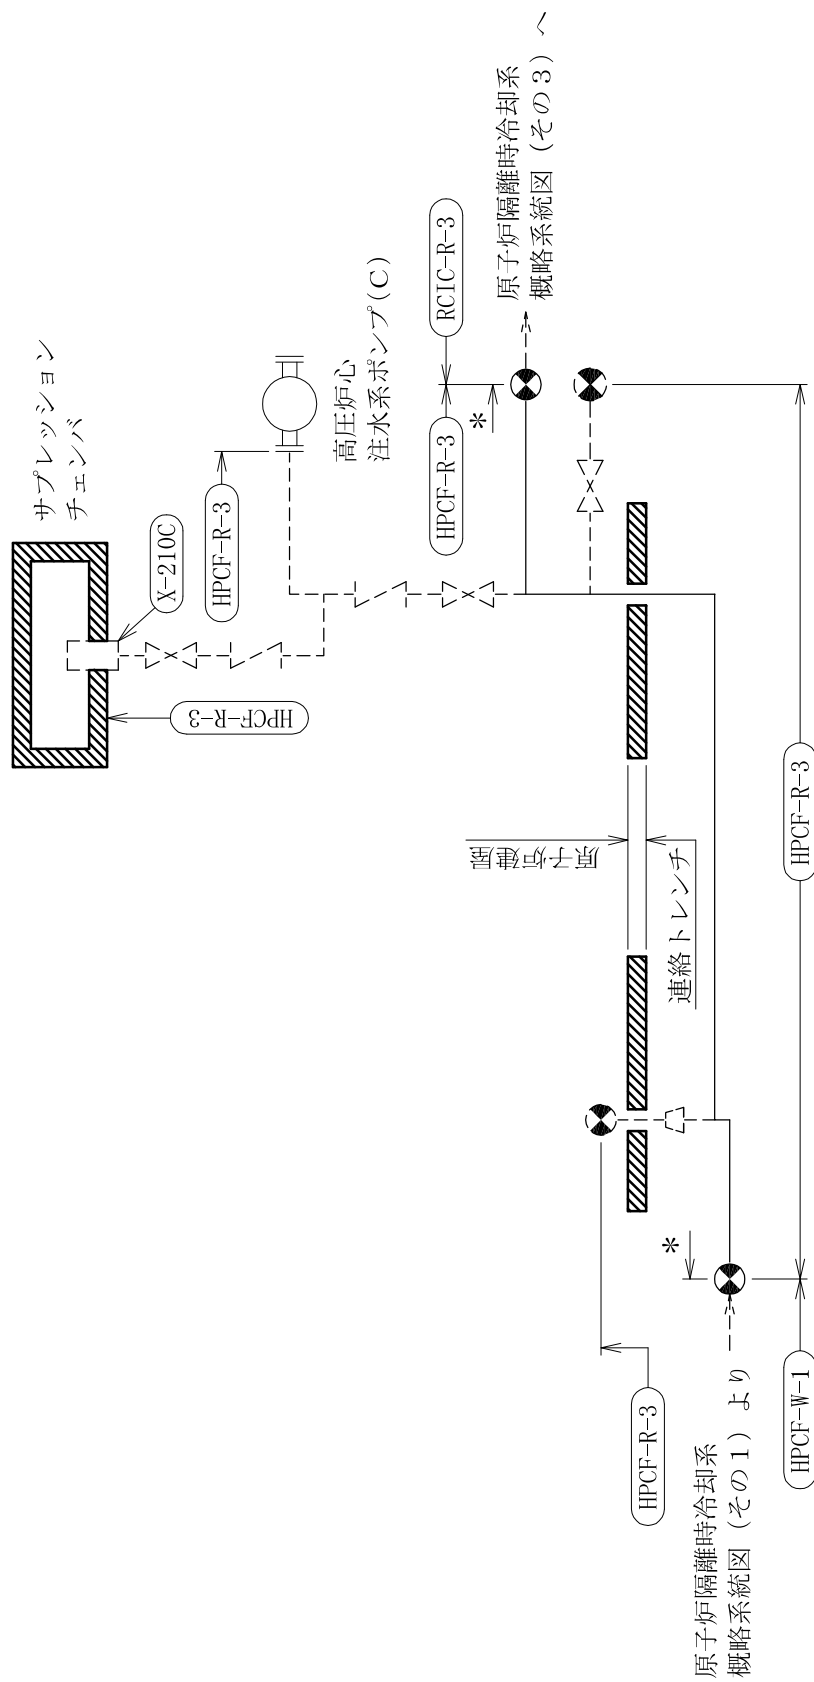 サプレッション
チェンバ
X-210C
HPCF-R-3
HPCF-R-3
高圧炉心
注水系ポンプ(C)
RCIC-R-3
HPCF-R-3
*
原子炉隔離時冷却系
概略系統図（その３）へ
原子炉建屋
連絡トレンチ
HPCF-R-3
*
原子炉隔離時冷却系
概略系統図（その１）より
HPCF-R-3
HPCF-W-1